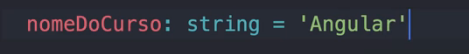 nomeDoCurso: string = 'Angular'